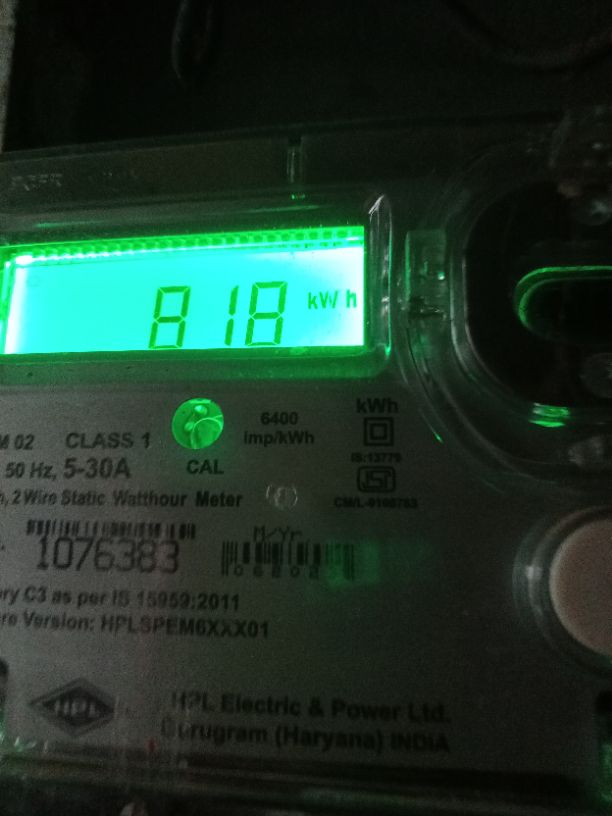 818 kWh
M 02 CLASS 1
6400
imp/kWh
kWh
50 Hz, 5-30A
CAL
IS:13779
2 Wire Static Watthour Meter
CM/L-0100763
1076383
M/Yr
as per IS 15959:2011
Version: HPLSPEM6XXX01
HPL
HPL Electric & Power Ltd.
Gurugram (Haryana) INDIA